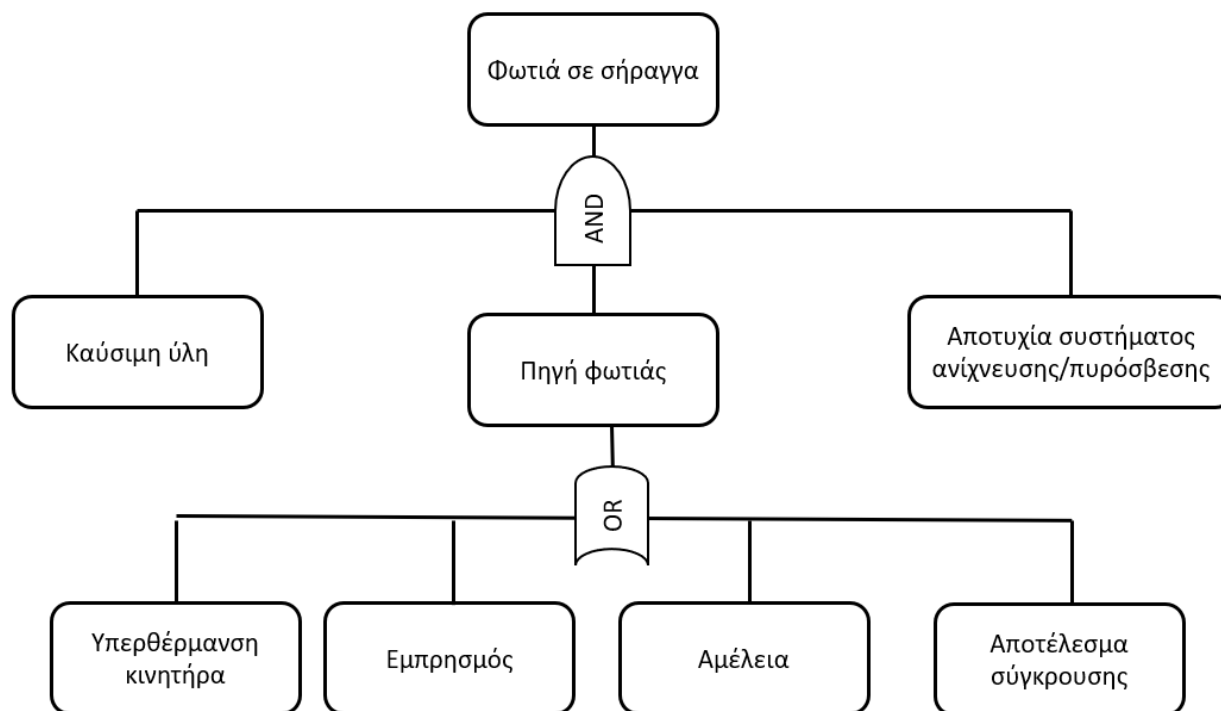 Φωτιά σε σήραγγα
AND
Καύσιμη ύλη
Πηγή φωτιάς
Αποτυχία συστήματος
ανίχνευσης/πυρόσβεσης
OR
Υπερθέρμανση
κινητήρα
Εμπρησμός
Αμέλεια
Αποτέλεσμα
σύγκρουσης